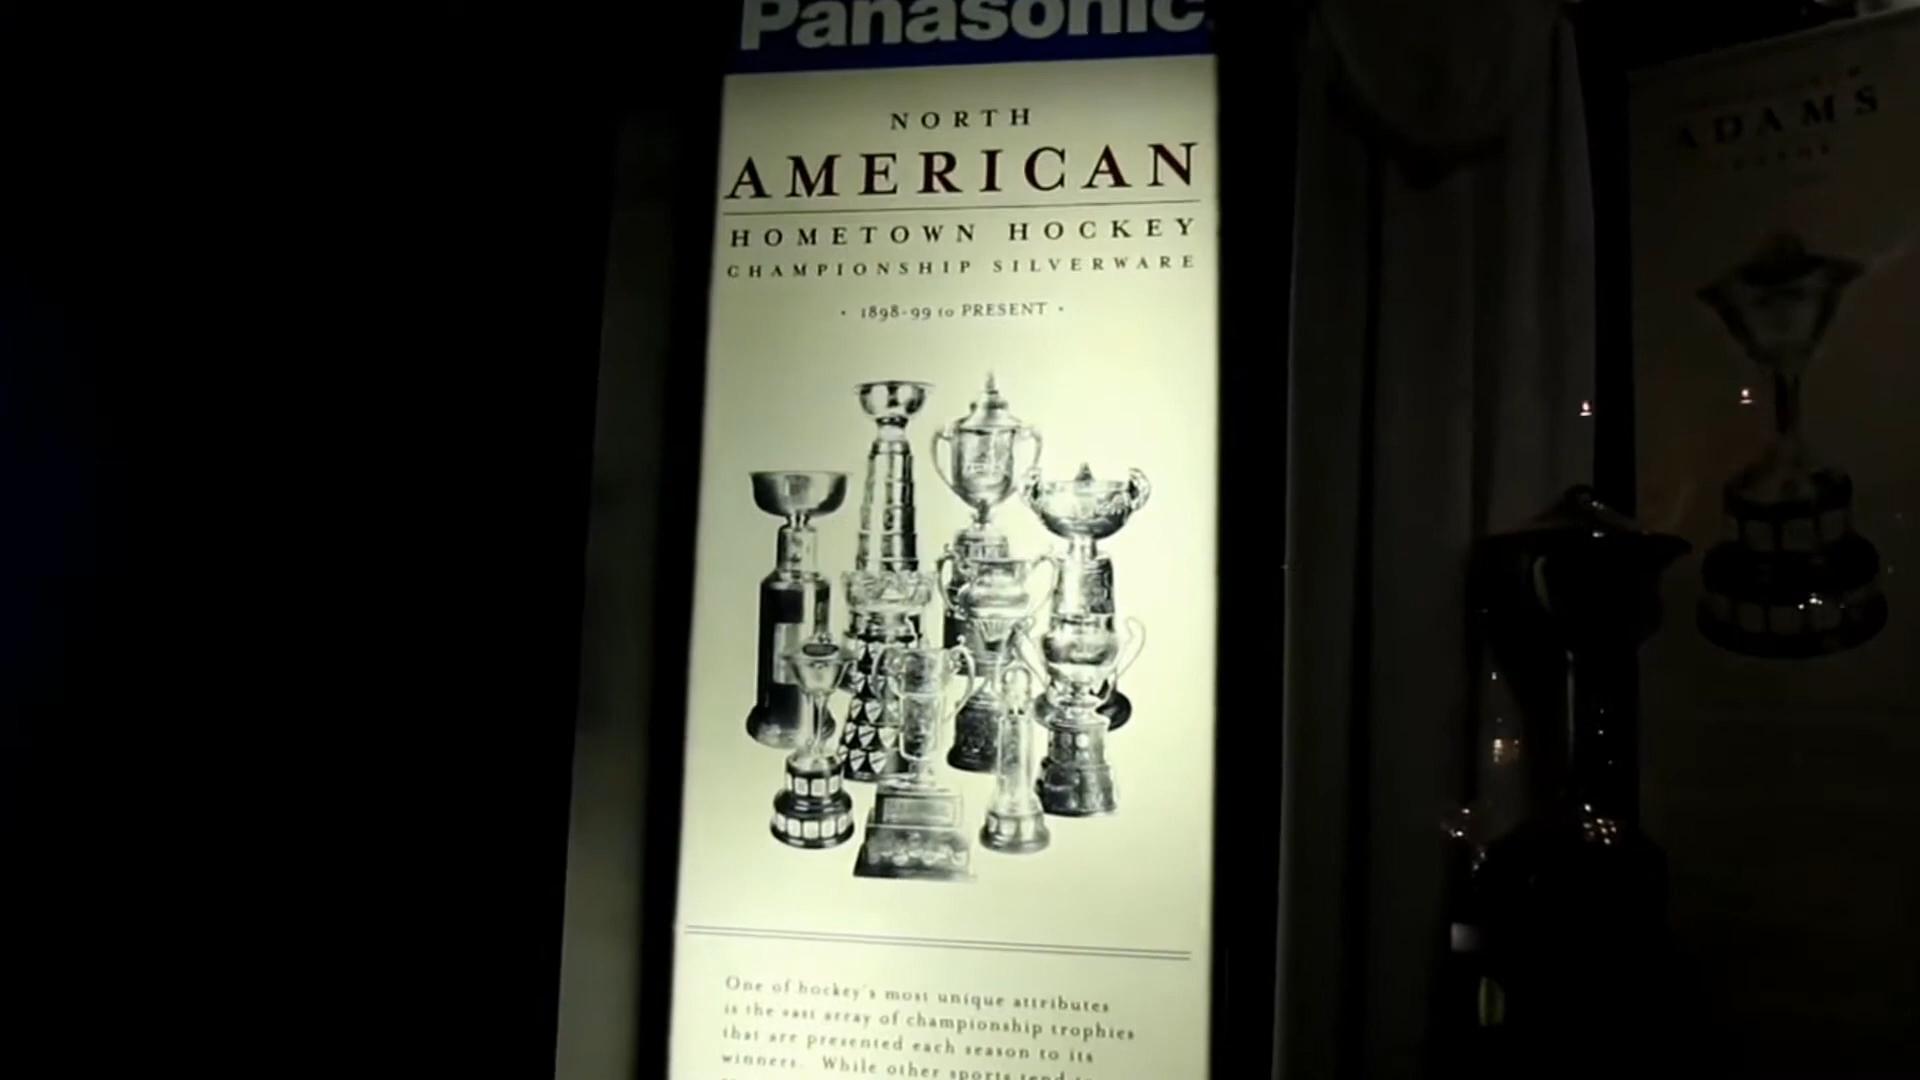 Panasonic
NORTH
AMERICAN
HOMETOWN HOCKEY
CHAMPIONSHIP SILVERWARE
· 1898-99 to PRESENT ·
One of hockey's most unique attributes
is the vast array of championship trophies
that are presented each season to its
winners. While other sports tend to
ADAMS